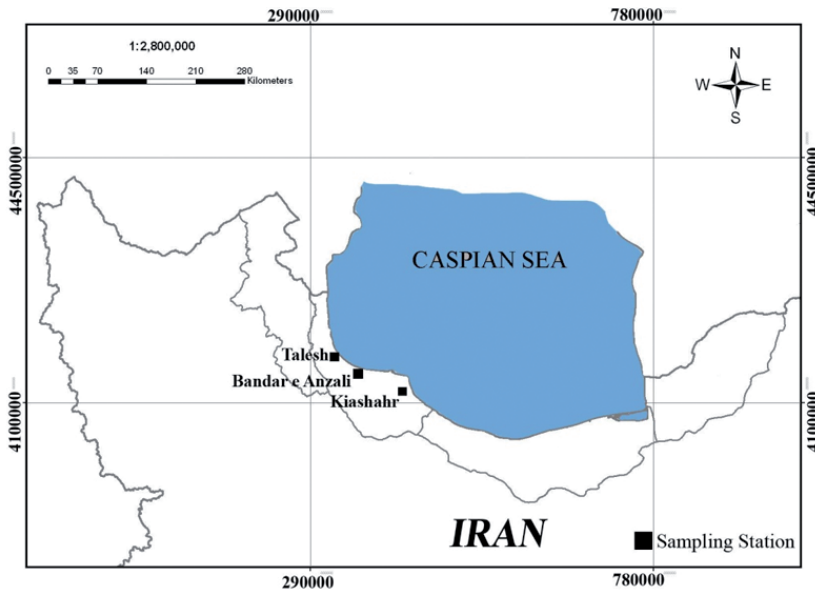 290000
780000
1:2,800,000
0 35 70 140 210 280
Kilometers
N
W E
S
44500000
44500000
CASPIAN SEA
Talesh
Bandar e Anzali
Kiashahr
4100000
4100000
IRAN
Sampling Station
290000
780000